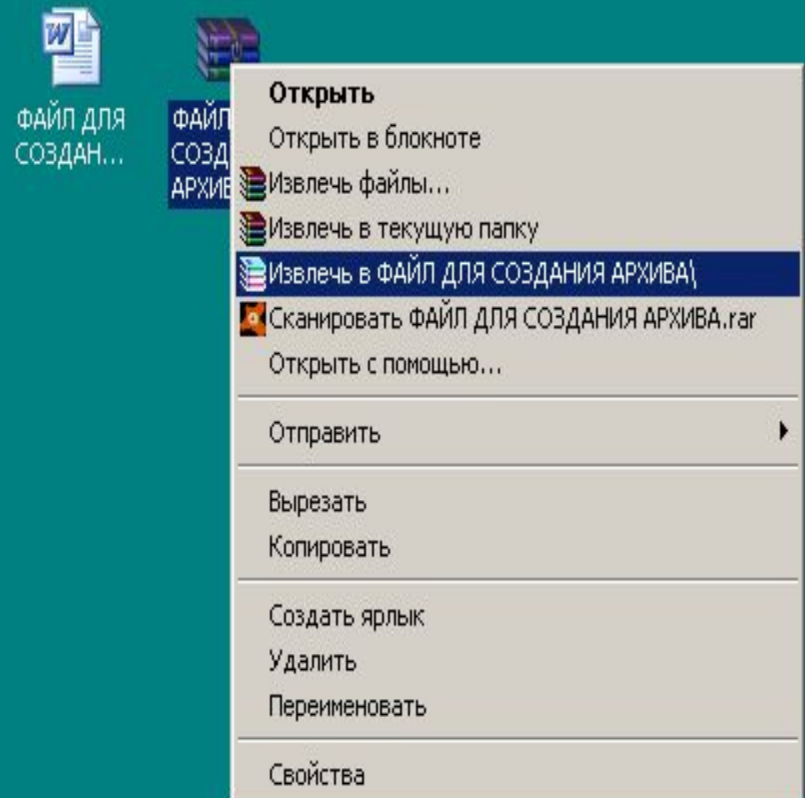 ФАЙЛ ДЛЯ
СОЗДАН...
ФАЙЛ
СОЗД
АРХИВ
Открыть
Открыть в блокноте
Извлечь файлы...
Извлечь в текущую папку
Извлечь в ФАЙЛ ДЛЯ СОЗДАНИЯ АРХИВА\
Сканировать ФАЙЛ ДЛЯ СОЗДАНИЯ АРХИВА.rar
Открыть с помощью...
Отправить
Вырезать
Копировать
Создать ярлык
Удалить
Переименовать
Свойства